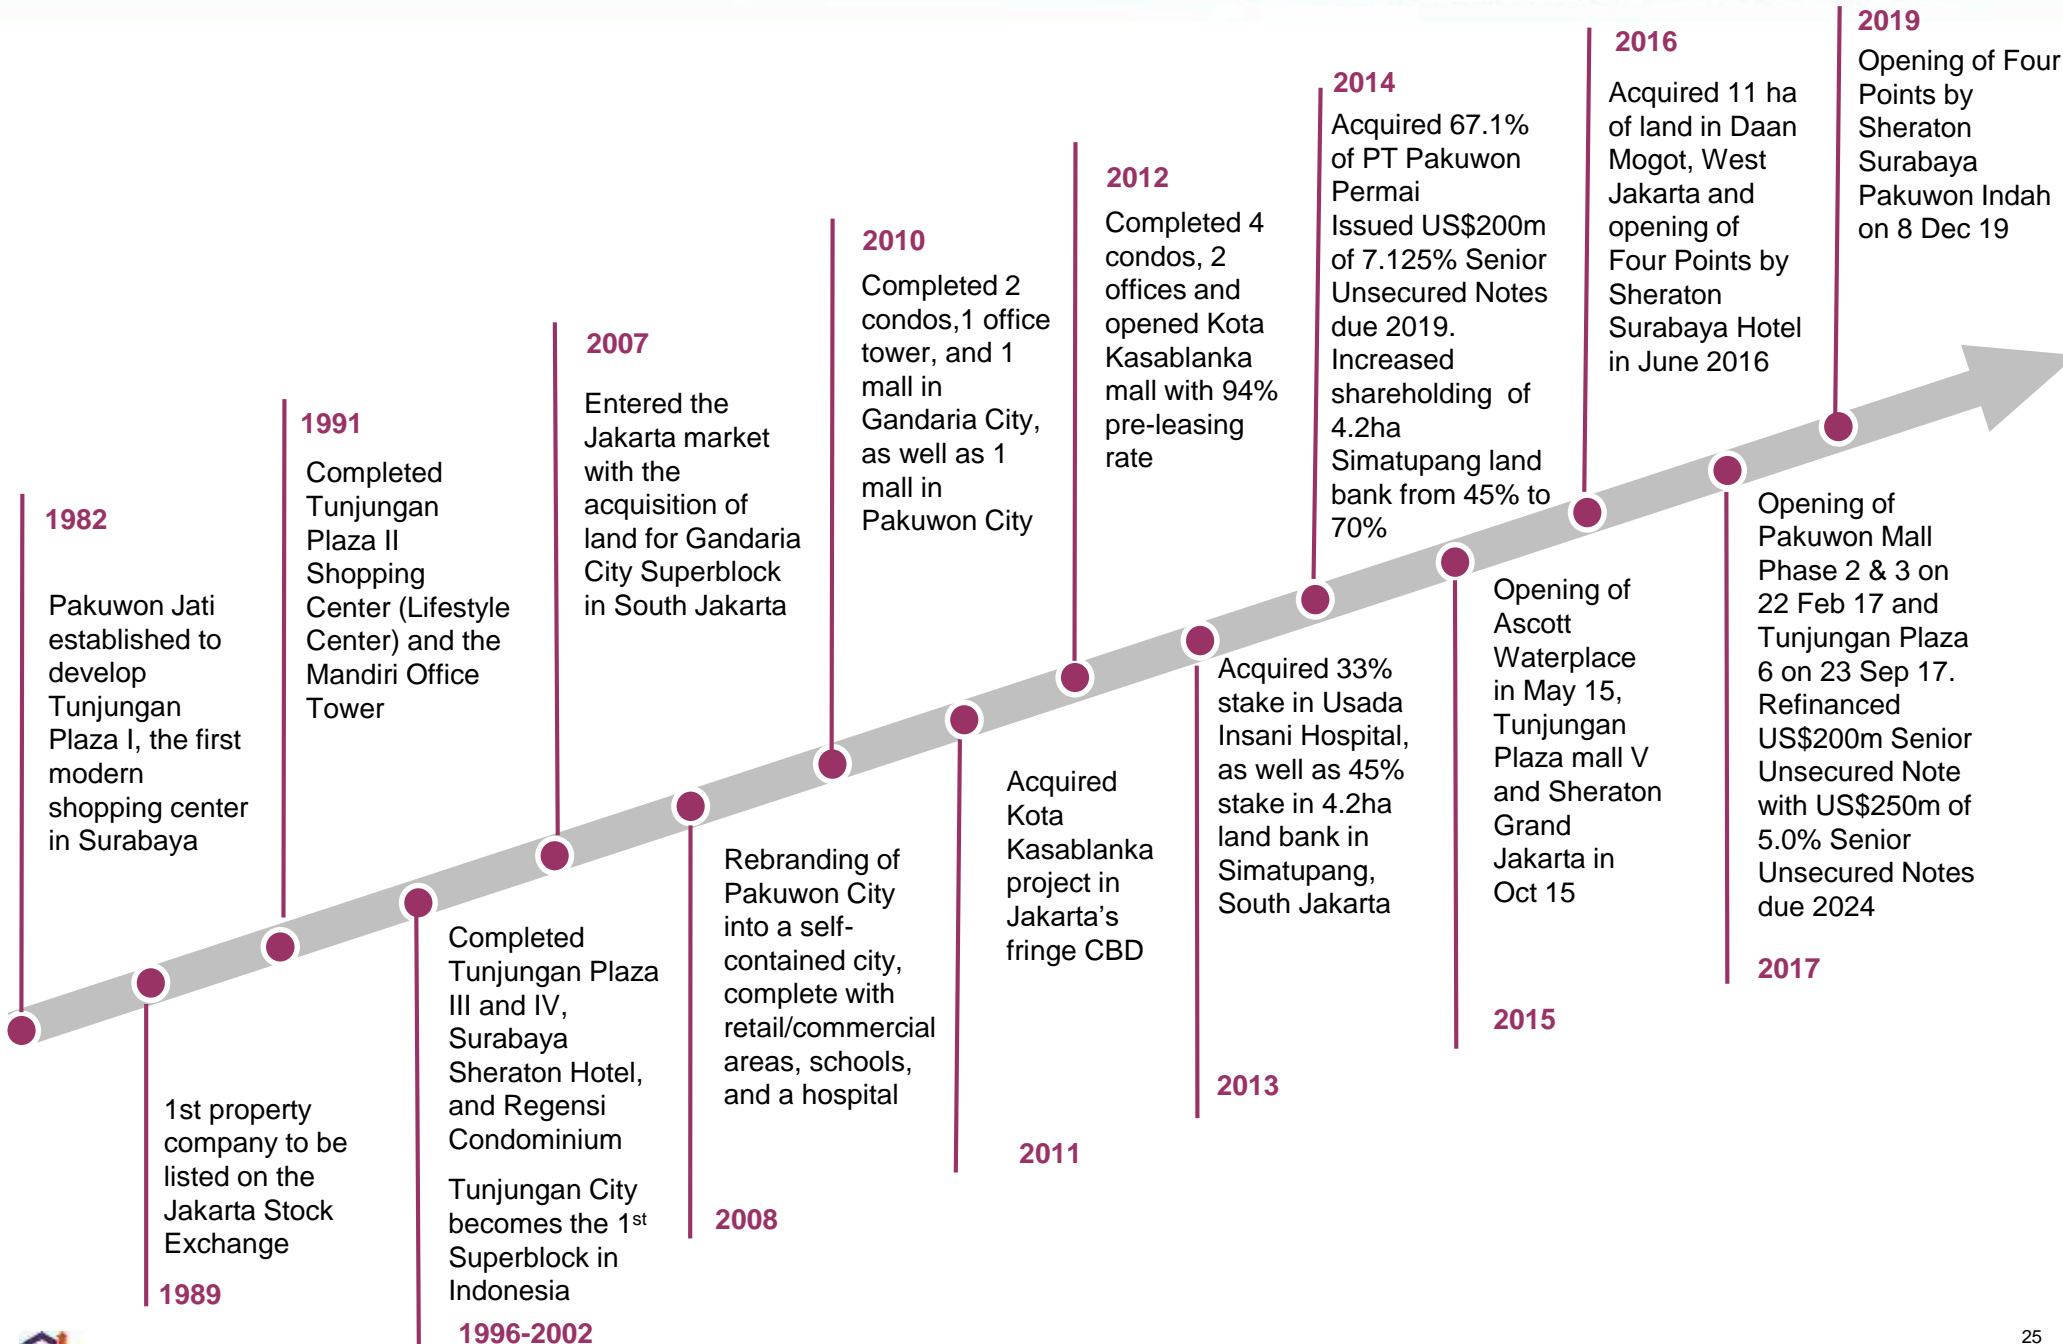 1982
Pakuwon Jati
established to
develop
Tunjungan
Plaza I, the first
modern
shopping center
in Surabaya
1st property
company to be
listed on the
Jakarta Stock
Exchange
1989
1991
Completed
Tunjungan
Plaza II
Shopping
Center (Lifestyle
Center) and the
Mandiri Office
Tower
Completed
Tunjungan Plaza
III and IV,
Surabaya
Sheraton Hotel,
and Regensi
Condominium
Tunjungan City
becomes the 1st
Superblock in
Indonesia
1996-2002
2007
Entered the
Jakarta market
with the
acquisition of
land for Gandaria
City Superblock
in South Jakarta
Rebranding of
Pakuwon City
into a self-
contained city,
complete with
retail/commercial
areas, schools,
and a hospital
2008
2010
Completed 2
condos,1 office
tower, and 1
mall in
Gandaria City,
as well as 1
mall in
Pakuwon City
Acquired
Kota
Kasablanka
project in
Jakarta’s
fringe CBD
2011
2012
Completed 4
condos, 2
offices and
opened Kota
Kasablanka
mall with 94%
pre-leasing
rate
Acquired 33%
stake in Usada
Insani Hospital,
as well as 45%
stake in 4.2ha
land bank in
Simatupang,
South Jakarta
2013
2014
Acquired 67.1%
of PT Pakuwon
Permai
Issued US$200m
of 7.125% Senior
Unsecured Notes
due 2019.
Increased
shareholding of
4.2ha
Simatupang land
bank from 45% to
70%
Opening of
Ascott
Waterplace
in May 15,
Tunjungan
Plaza mall V
and Sheraton
Grand
Jakarta in
Oct 15
2015
2016
Acquired 11 ha
of land in Daan
Mogot, West
Jakarta and
opening of
Four Points by
Sheraton
Surabaya Hotel
in June 2016
Opening of
Pakuwon Mall
Phase 2 & 3 on
22 Feb 17 and
Tunjungan Plaza
6 on 23 Sep 17.
Refinanced
US$200m Senior
Unsecured Note
with US$250m of
5.0% Senior
Unsecured Notes
due 2024
2017
2019
Opening of Four
Points by
Sheraton
Surabaya
Pakuwon Indah
on 8 Dec 19
25